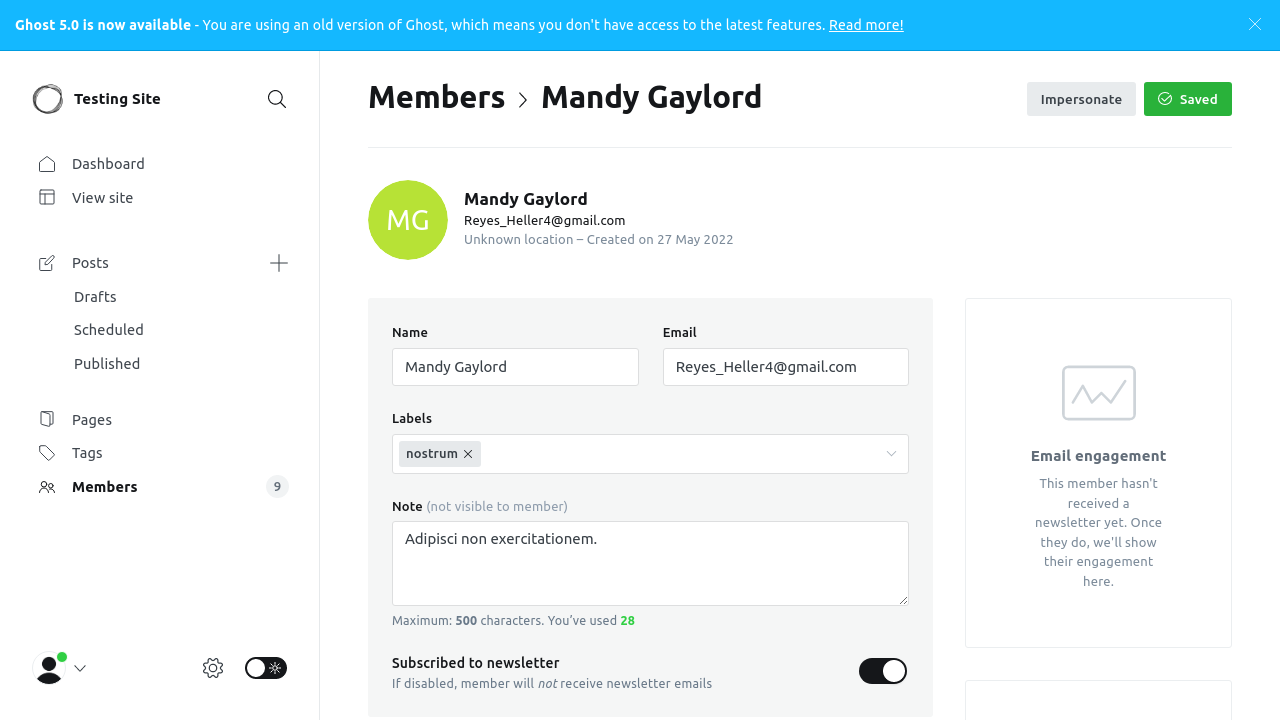 Ghost 5.0 is now available - You are using an old version of Ghost, which means you don't have access to the latest features. Read more!
Testing Site
Dashboard
View site
Posts
Drafts
Scheduled
Published
Pages
Tags
Members
9
Members
Mandy Gaylord
Impersonate
Saved
MG
Mandy Gaylord
Reyes_Heller4@gmail.com
Unknown location – Created on 27 May 2022
Name
Mandy Gaylord
Email
Reyes_Heller4@gmail.com
Labels
nostrum
Note (not visible to member)
Adipisci non exercitationem.
Maximum: 500 characters. You’ve used 28
Subscribed to newsletter
If disabled, member will not receive newsletter emails
Email engagement
This member hasn't
received a
newsletter yet. Once
they do, we'll show
their engagement
here.